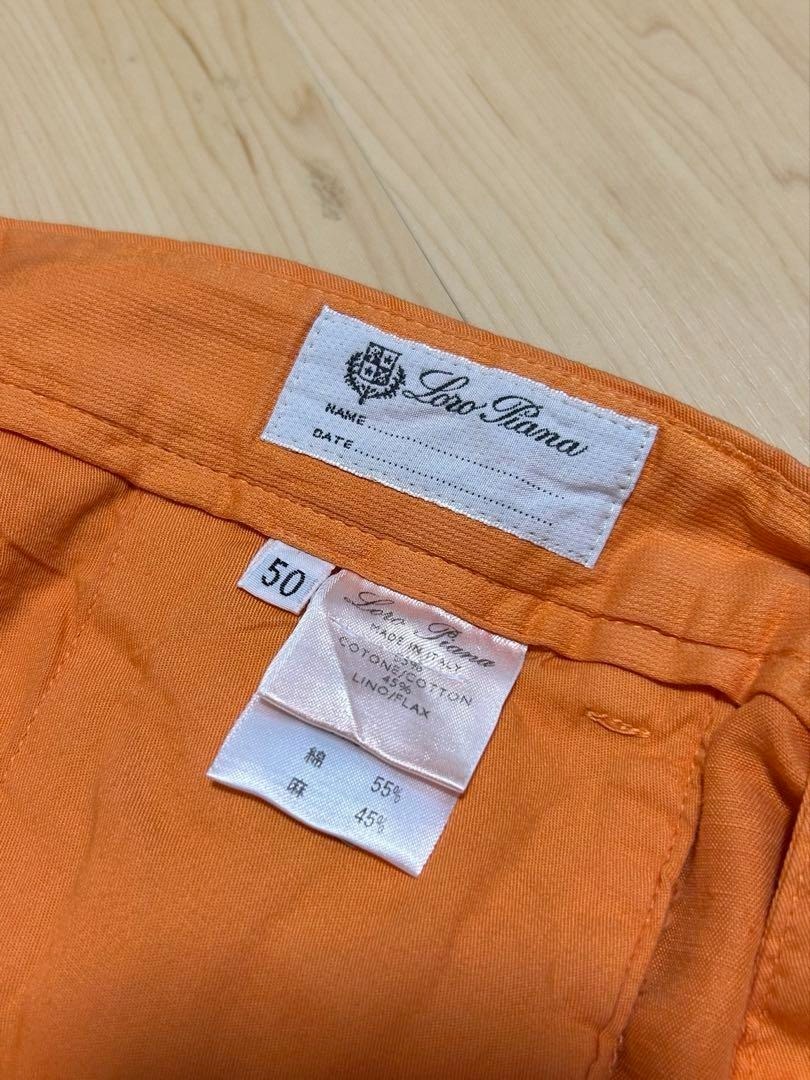 Loro Piana
NAME
DATE
50
Loro Piana
MADE IN ITALY
55%
COTONE/COTTON
45%
LINO/FLAX
綿 55%
麻 45%